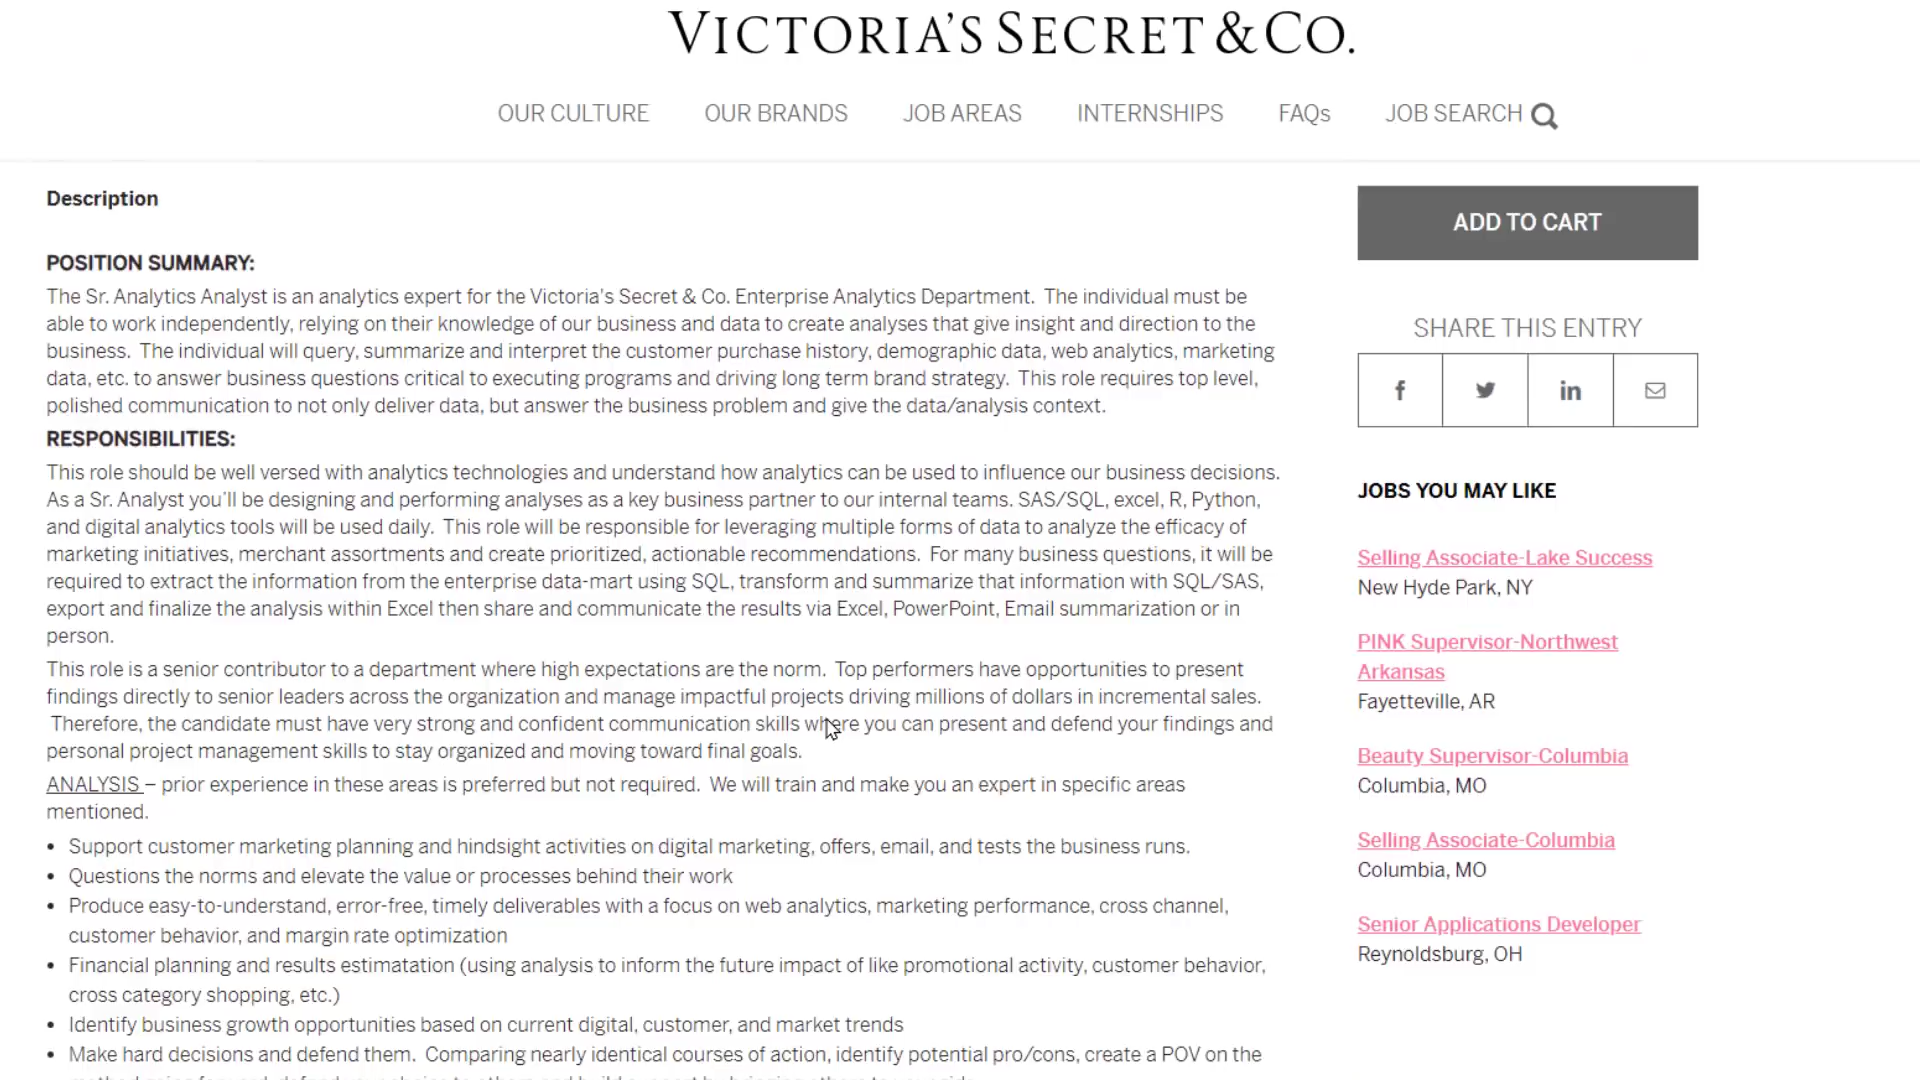 VICTORIA'S SECRET & CO.
OUR CULTURE OUR BRANDS JOB AREAS INTERNSHIPS FAQs JOB SEARCH
Description
POSITION SUMMARY:
The Sr. Analytics Analyst is an analytics expert for the Victoria's Secret & Co. Enterprise Analytics Department. The individual must be
able to work independently, relying on their knowledge of our business and data to create analyses that give insight and direction to the
business. The individual will query, summarize and interpret the customer purchase history, demographic data, web analytics, marketing
data, etc. to answer business questions critical to executing programs and driving long term brand strategy. This role requires top level,
polished communication to not only deliver data, but answer the business problem and give the data/analysis context.
RESPONSIBILITIES:
This role should be well versed with analytics technologies and understand how analytics can be used to influence our business decisions.
As a Sr. Analyst you'll be designing and performing analyses as a key business partner to our internal teams. SAS/SQL, excel, R, Python,
and digital analytics tools will be used daily. This role will be responsible for leveraging multiple forms of data to analyze the efficacy of
marketing initiatives, merchant assortments and create prioritized, actionable recommendations. For many business questions, it will be
required to extract the information from the enterprise data-mart using SQL, transform and summarize that information with SQL/SAS,
export and finalize the analysis within Excel then share and communicate the results via Excel, PowerPoint, Email summarization or in
person.
This role is a senior contributor to a department where high expectations are the norm. Top performers have opportunities to present
findings directly to senior leaders across the organization and manage impactful projects driving millions of dollars in incremental sales.
Therefore, the candidate must have very strong and confident communication skills where you can present and defend your findings and
personal project management skills to stay organized and moving toward final goals.
ANALYSIS – prior experience in these areas is preferred but not required. We will train and make you an expert in specific areas
mentioned.
• Support customer marketing planning and hindsight activities on digital marketing, offers, email, and tests the business runs.
• Questions the norms and elevate the value or processes behind their work
• Produce easy-to-understand, error-free, timely deliverables with a focus on web analytics, marketing performance, cross channel,
customer behavior, and margin rate optimization
• Financial planning and results estimatation (using analysis to inform the future impact of like promotional activity, customer behavior,
cross category shopping, etc.)
• Identify business growth opportunities based on current digital, customer, and market trends
• Make hard decisions and defend them. Comparing nearly identical courses of action, identify potential pro/cons, create a POV on the
ADD TO CART
SHARE THIS ENTRY
JOBS YOU MAY LIKE
Selling Associate-Lake Success
New Hyde Park, NY
PINK Supervisor-Northwest
Arkansas
Fayetteville, AR
Beauty Supervisor-Columbia
Columbia, MO
Selling Associate-Columbia
Columbia, MO
Senior Applications Developer
Reynoldsburg, OH